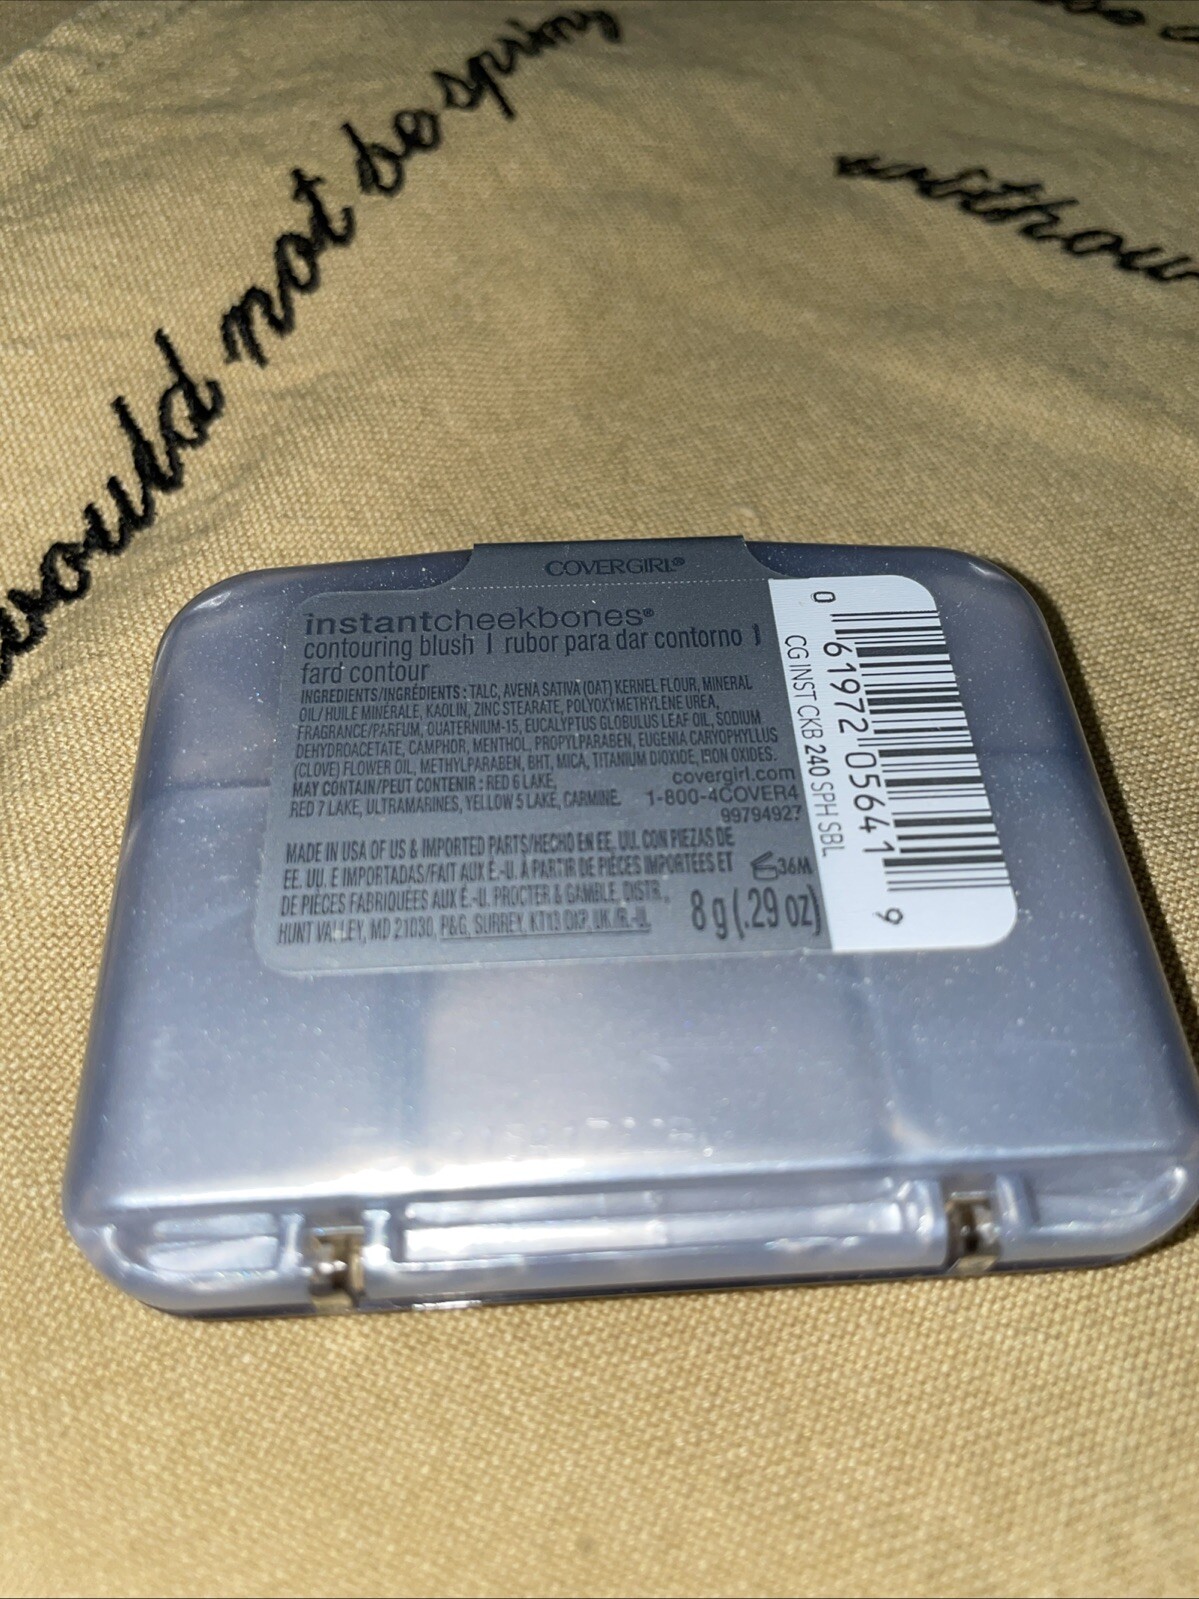 would not be spring
withou
COVERGIRL®
instantcheekbones®
contouring blush | rubor para dar contorno |
fard contour
INGREDIENTS/INGRÉDIENTS : TALC, AVENA SATIVA (OAT) KERNEL FLOUR, MINERAL
OIL/ HUILE MINÉRALE, KAOLIN, ZINC STEARATE, POLYOXYMETHYLENE UREA,
FRAGRANCE/PARFUM, QUATERNIUM-15, EUCALYPTUS GLOBULUS LEAF OIL, SODIUM
DEHYDROACETATE, CAMPHOR, MENTHOL, PROPYLPARABEN, EUGENIA CARYOPHYLLUS
(CLOVE) FLOWER OIL, METHYLPARABEN, BHT, MICA, TITANIUM DIOXIDE, IRON OXIDES.
MAY CONTAIN/PEUT CONTENIR : RED 6 LAKE,
RED 7 LAKE, ULTRAMARINES, YELLOW 5 LAKE, CARMINE.
covergirl.com
1-800-4COVER4
99794927
MADE IN USA OF US & IMPORTED PARTS/HECHO EN EE. UU. CON PIEZAS DE
EE. UU. E IMPORTADAS/FAIT AUX É.-U. À PARTIR DE PIÈCES IMPORTÉES ET
DE PIÈCES FABRIQUÉES AUX É.-U. PROCTER & GAMBLE, DISTR.,
HUNT VALLEY, MD 21030, P&G, SURREY, KT13 0XP, UK/R.-U.
36M
8 g (.29 oz)
CG INST CKB 240 SPH SBL
0 61972 05641 9